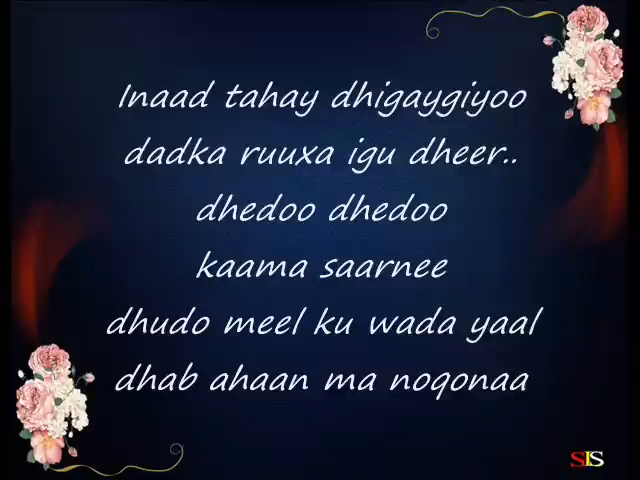 Inaad tahay dhigaygiyoo
dadka ruuxa igu dheer..
dhedoo dhedoo
kaama saarnee
dhudo meel ku wada yaal
dhab ahaan ma noqonaa
SIS